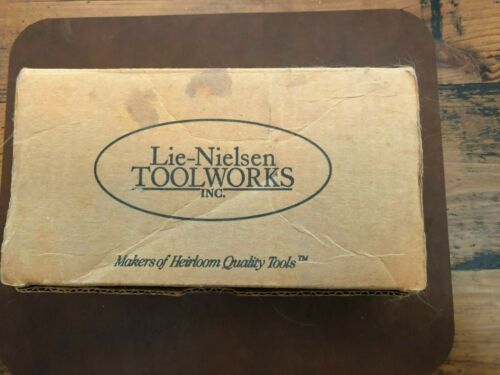 Lie-Nielsen
TOOLWORKS
INC.
Makers of Heirloom Quality Tools™